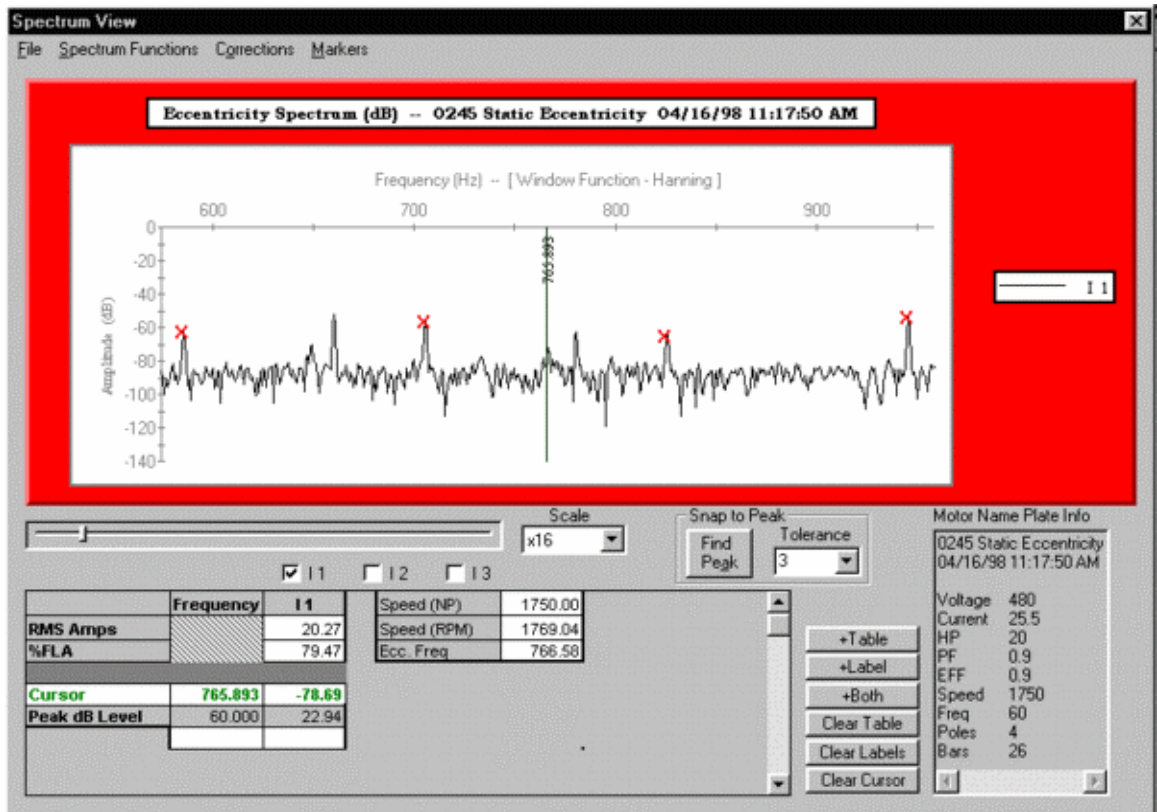 Spectrum View
File Spectrum Functions Corrections Markers
Eccentricity Spectrum (dB) -- 0245 Static Eccentricity 04/16/98 11:17:50 AM
Frequency (Hz) -- [ Window Function - Hanning ]
600 700 800 900
0
-20
-40
-60
-80
-100
-120
-140
Amplitude (dB)
765.893
I 1
Scale
x16
Snap to Peak
Find Peak
Tolerance
3
I 1 I 2 I 3
Frequency I 1
RMS Amps 20.27
%FLA 79.47
Cursor 765.893 -78.69
Peak dB Level 60.000 22.94
Speed (NP) 1750.00
Speed (RPM) 1769.04
Ecc. Freq 766.58
+Table
+Label
+Both
Clear Table
Clear Labels
Clear Cursor
Motor Name Plate Info
0245 Static Eccentricity
04/16/98 11:17:50 AM
Voltage 480
Current 25.5
HP 20
PF 0.9
EFF 0.9
Speed 1750
Freq 60
Poles 4
Bars 26